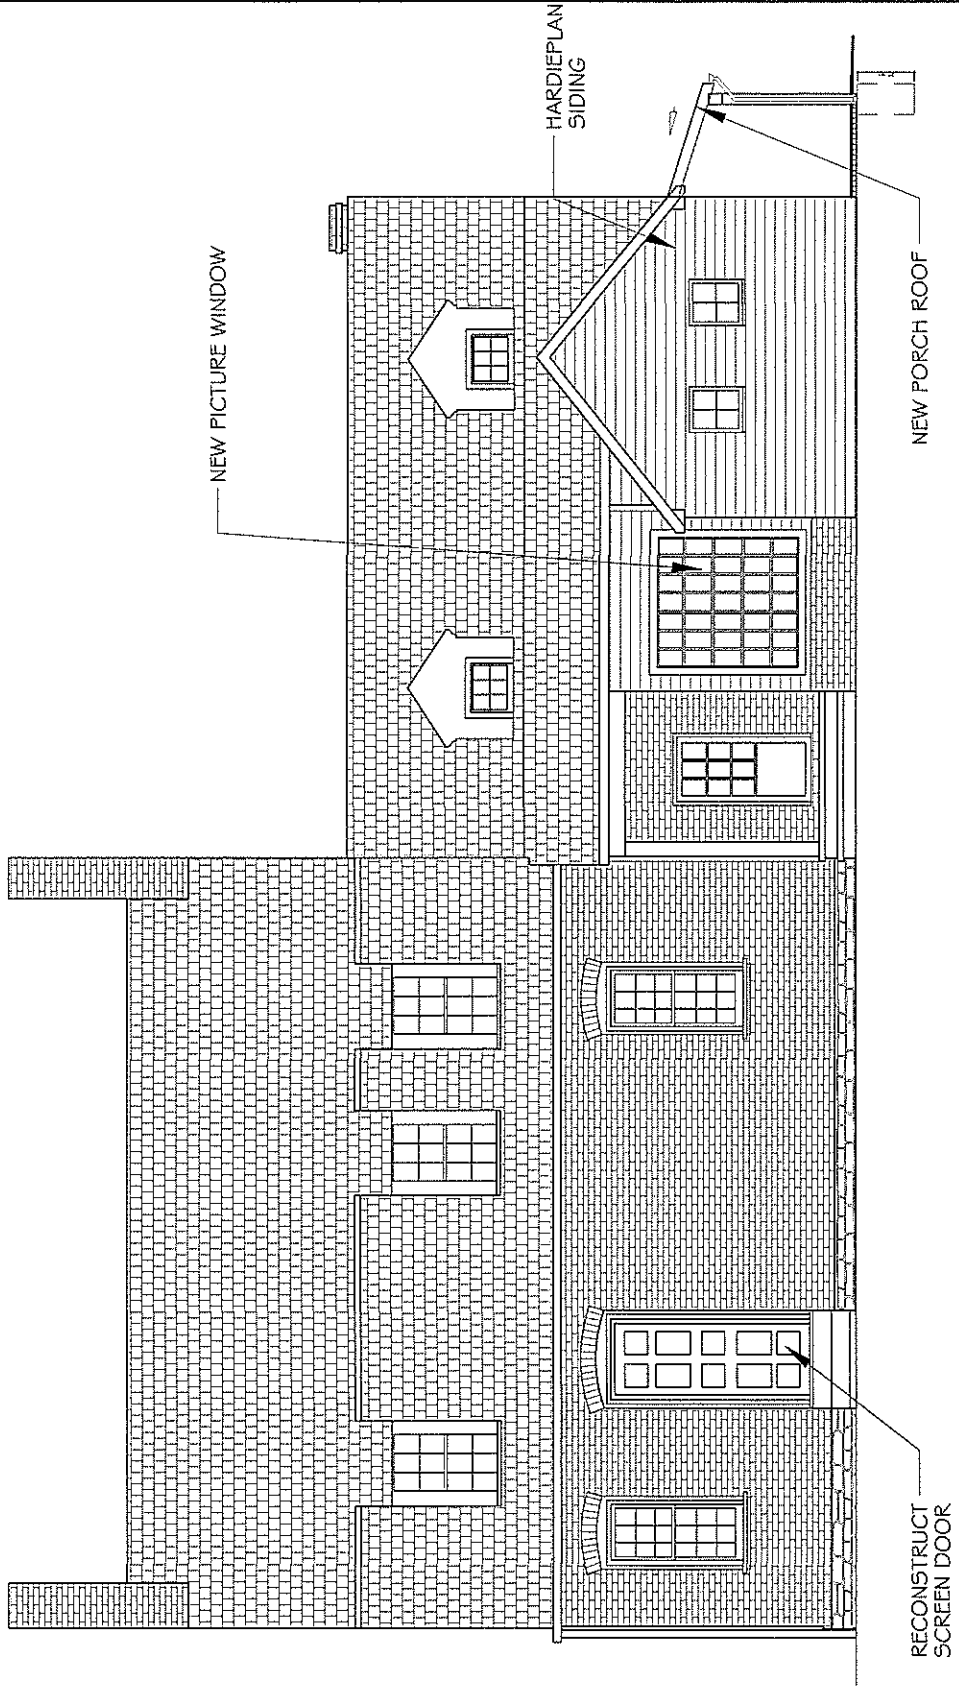 NEW PICTURE WINDOW
HARDIEPLAN
SIDING
NEW PORCH ROOF
RECONSTRUCT
SCREEN DOOR